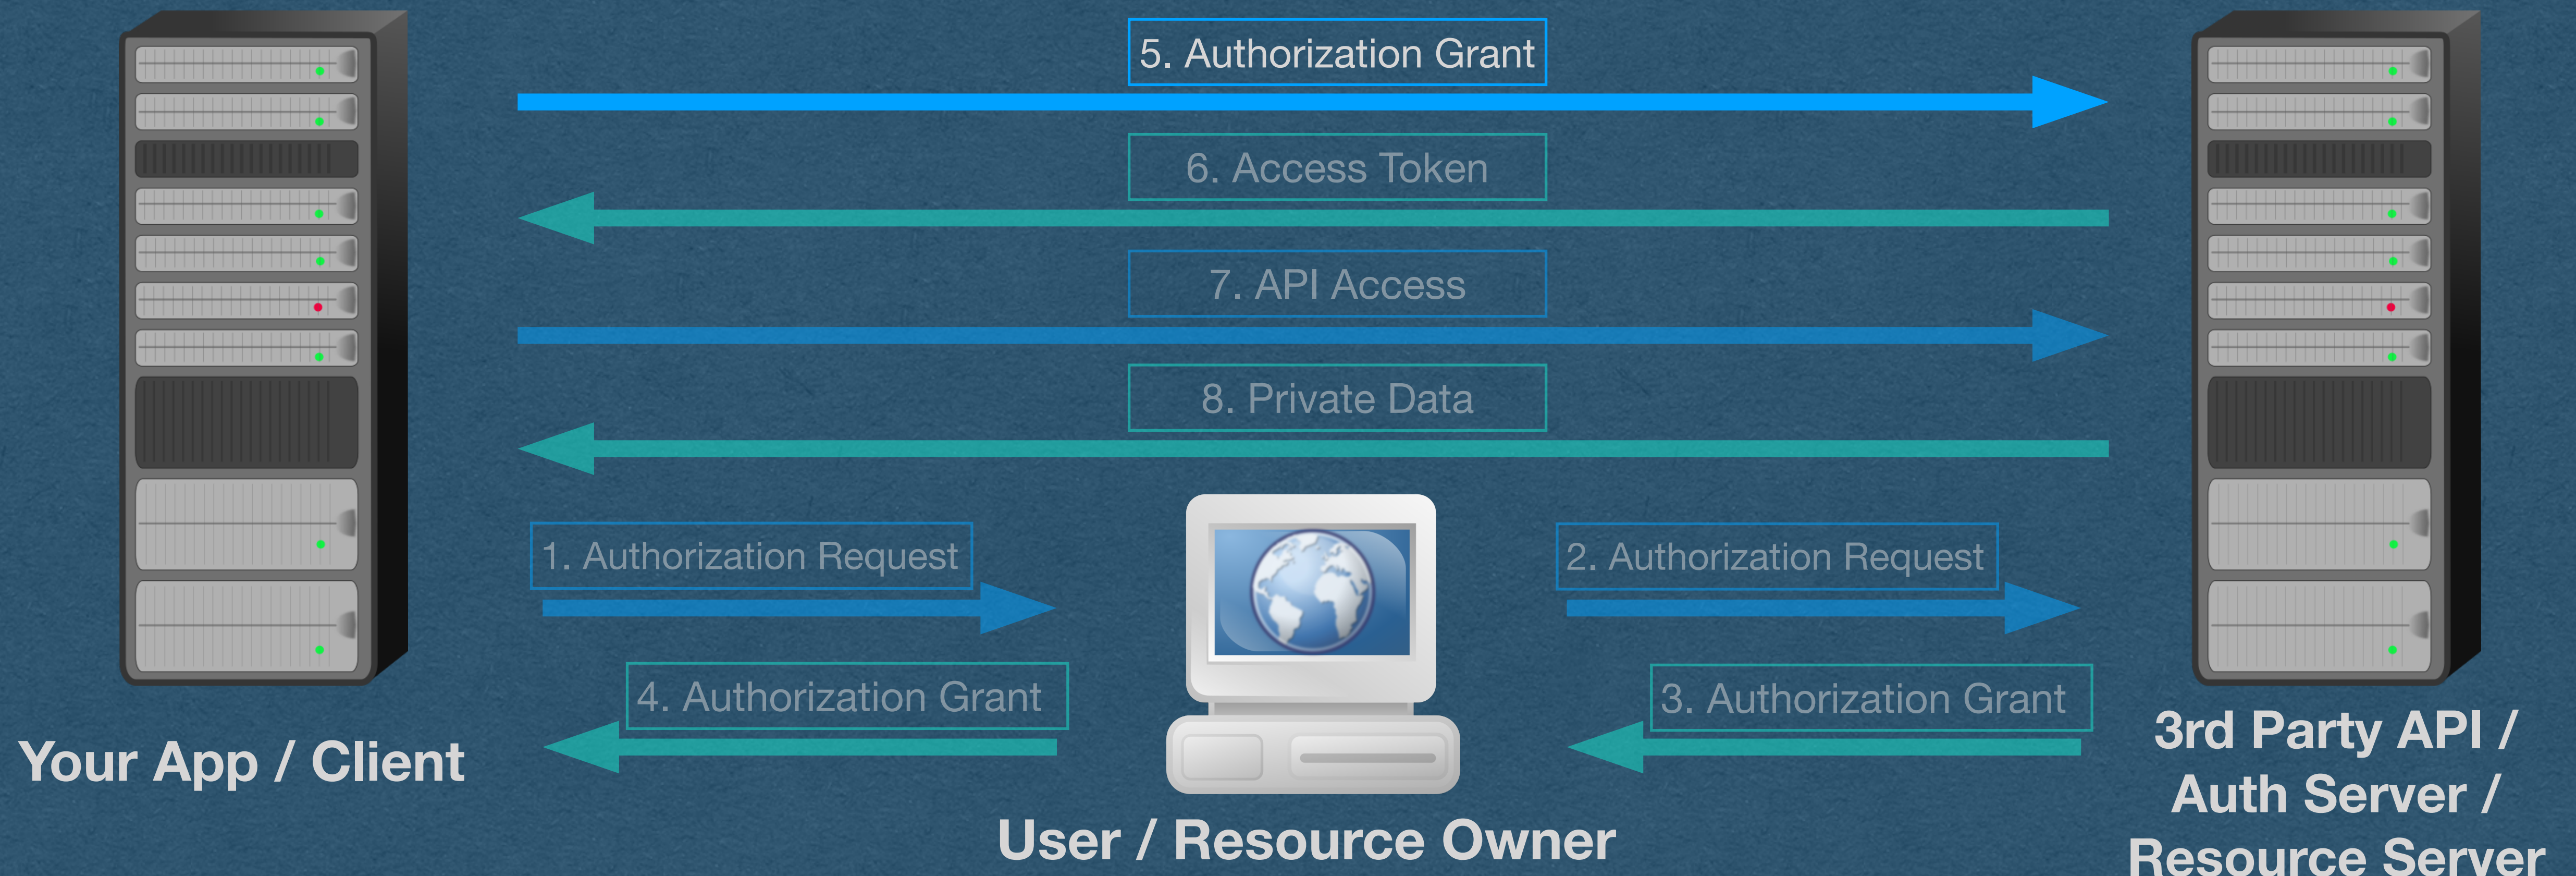 5. Authorization Grant
6. Access Token
7. API Access
8. Private Data
1. Authorization Request
2. Authorization Request
4. Authorization Grant
3. Authorization Grant
Your App / Client
User / Resource Owner
3rd Party API /
Auth Server /
Resource Server